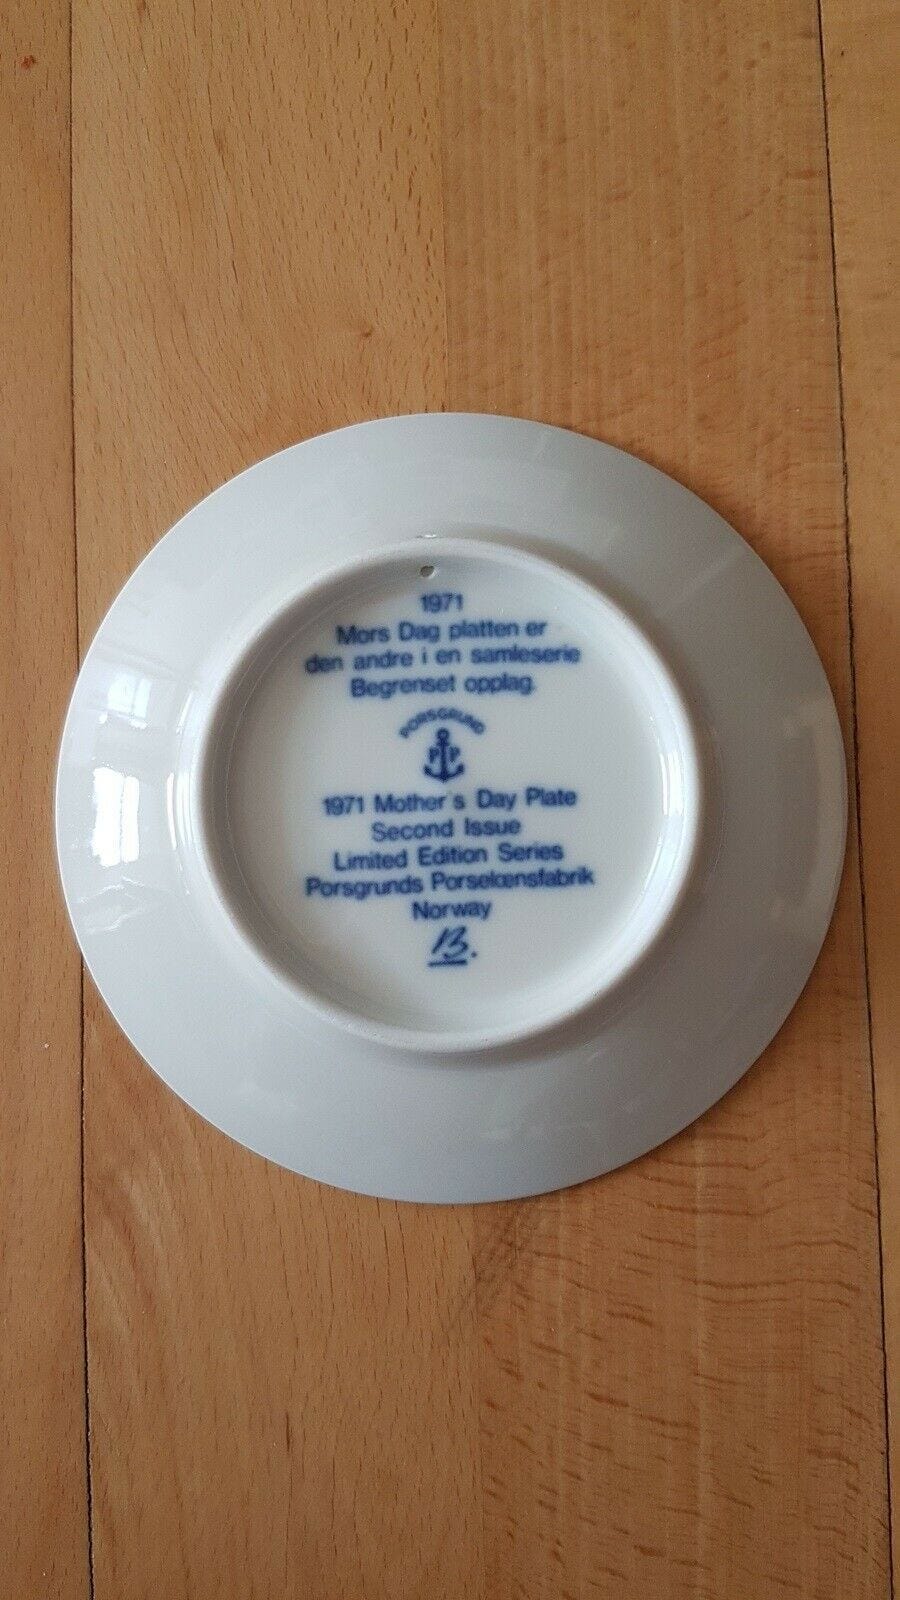 1971
Mors Dag platten er
den andre i en samleserie
Begrenset opplag.
PORSGRUND
P P
1971 Mother's Day Plate
Second Issue
Limited Edition Series
Porsgrunds Porselænsfabrik
Norway